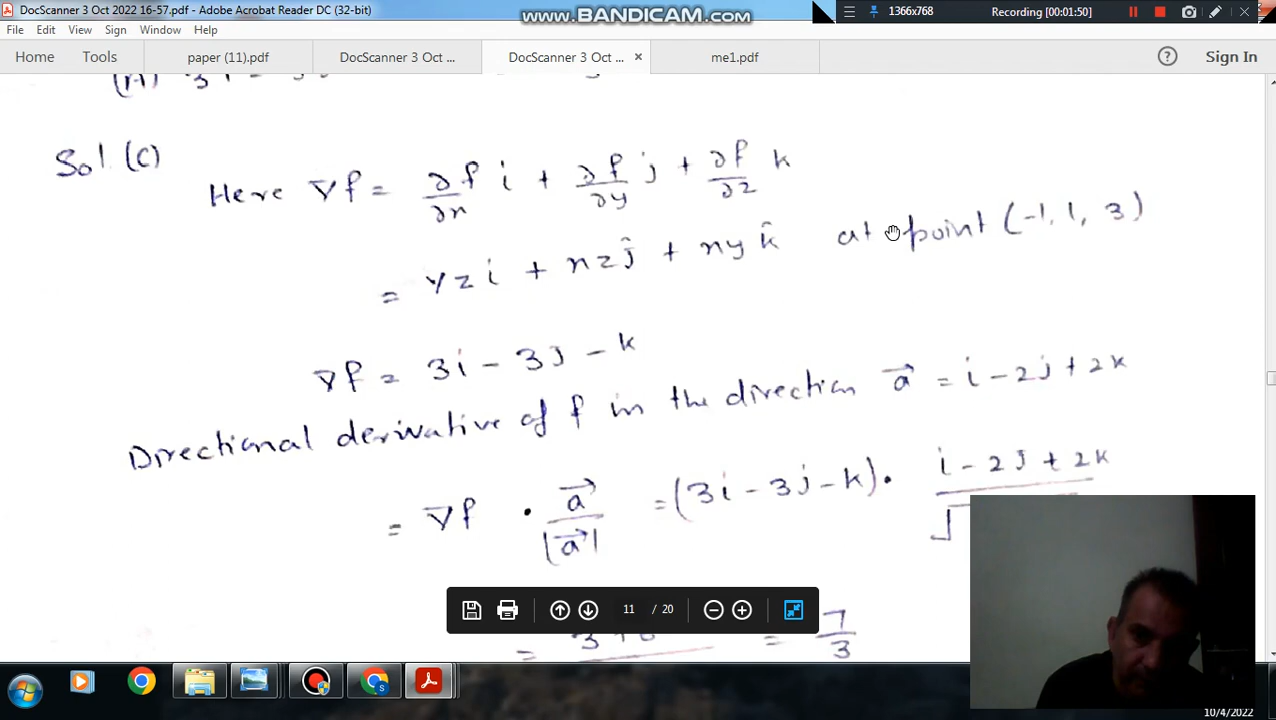 DocScanner 3 Oct 2022 16-57.pdf - Adobe Acrobat Reader DC (32-bit)
www.BANDICAM.com
1366x768
Recording [00:01:50]
File Edit View Sign Window Help
Home Tools paper (11).pdf DocScanner 3 Oct ... DocScanner 3 Oct ... × me1.pdf Sign In
Sol. (C)
Here ∇f = ∂f/∂x i + ∂f/∂y j + ∂f/∂z k
= yz i + xz ĵ + xy k̂ at point (-1, 1, 3)
∇f = 3i - 3j - k
Directional derivative of f in the direction a⃗ = i - 2j + 2k
= ∇f • a⃗/|a⃗| = (3i - 3j - k) • i - 2j + 2k / √
11 / 20
= = 7/3
10/4/2022